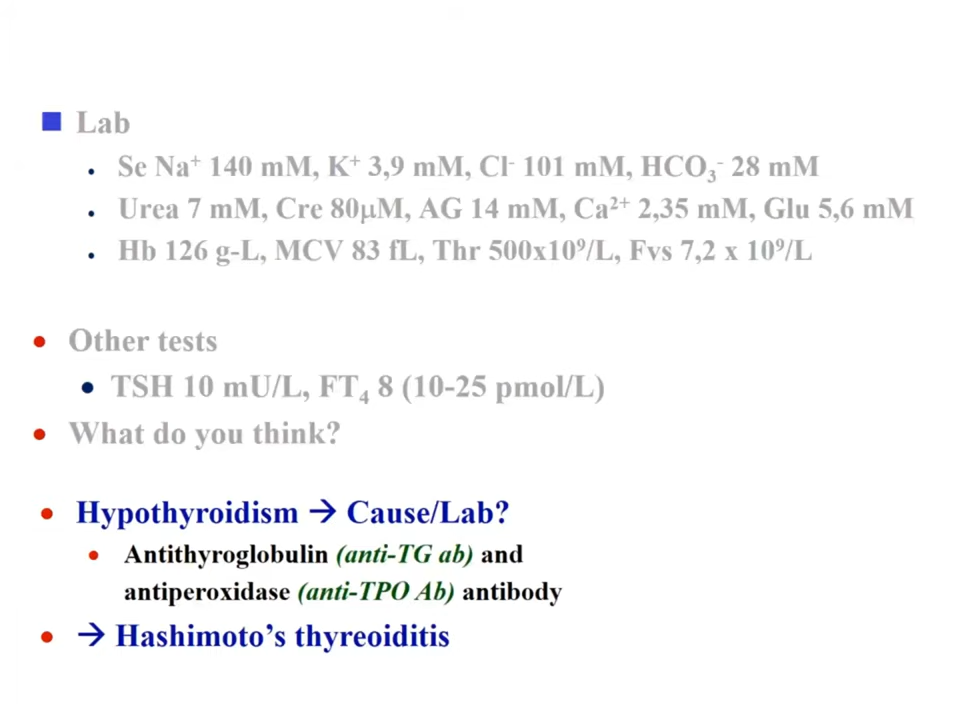 Lab
Se Na⁺ 140 mM, K⁺ 3,9 mM, Cl⁻ 101 mM, HCO₃⁻ 28 mM
Urea 7 mM, Cre 80μM, AG 14 mM, Ca²⁺ 2,35 mM, Glu 5,6 mM
Hb 126 g-L, MCV 83 fL, Thr 500x10⁹/L, Fvs 7,2 x 10⁹/L
Other tests
TSH 10 mU/L, FT₄ 8 (10-25 pmol/L)
What do you think?
Hypothyroidism → Cause/Lab?
Antithyroglobulin (anti-TG ab) and
antiperoxidase (anti-TPO Ab) antibody
→ Hashimoto’s thyreoiditis